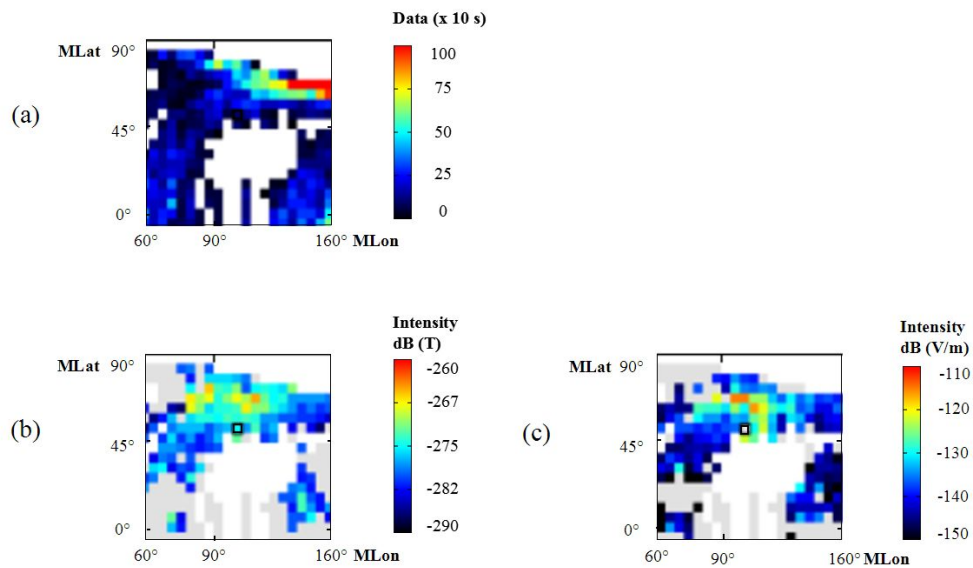 Data (x 10 s)
MLat 90°
100
75
(a)
50
45°
25
0°
0
60° 90° 160° MLon
Intensity
dB (T)
MLat 90°
-260
-267
(b)
45°
-275
-282
0°
-290
60° 90° 160° MLon
Intensity
dB (V/m)
MLat 90°
-110
-120
(c)
45°
-130
-140
0°
-150
60° 90° 160° MLon